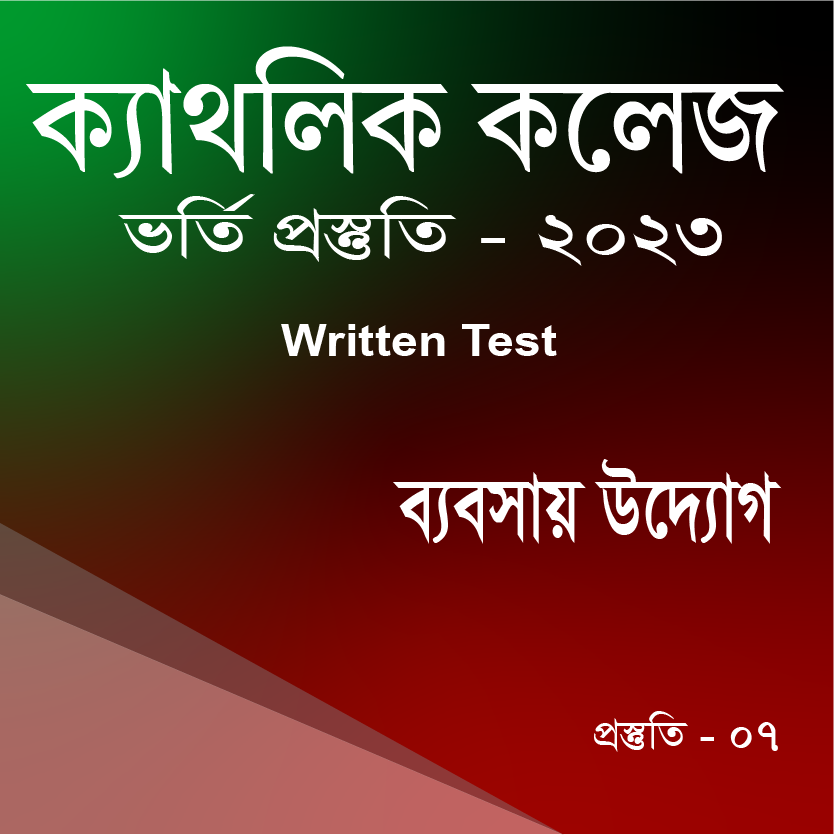 ক্যাথলিক কলেজ
ভর্তি প্রস্তুতি - ২০২৩
Written Test
ব্যবসায় উদ্যোগ
প্রস্তুতি - ০৭